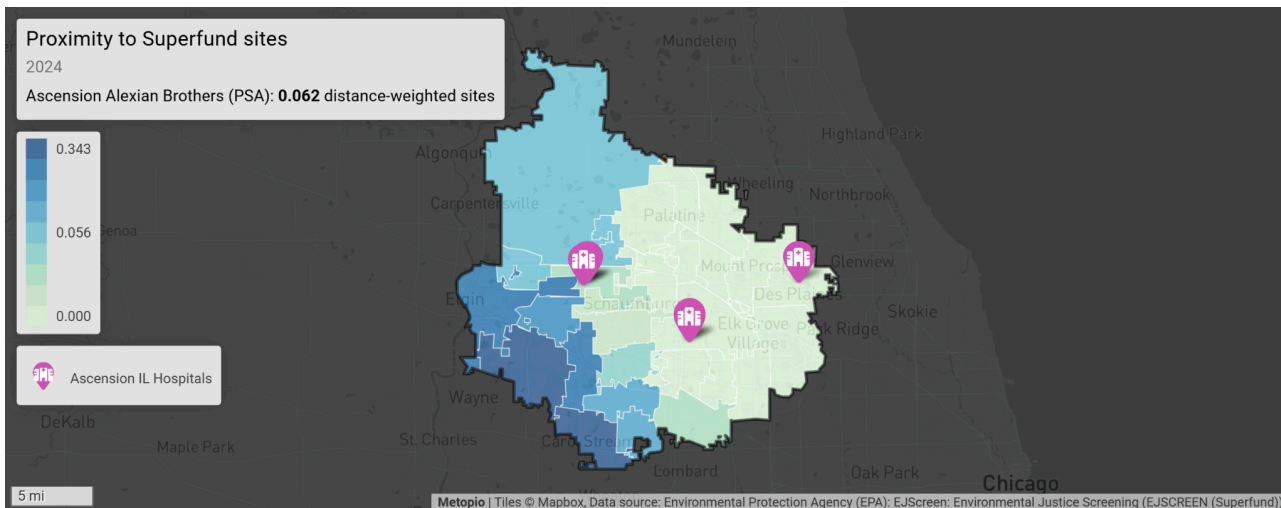 Proximity to Superfund sites
2024
Ascension Alexian Brothers (PSA): 0.062 distance-weighted sites
0.343
0.056
0.000
Ascension IL Hospitals
Mundelein
Highland Park
Algonquin
Wheeling
Northbrook
Carpentersville
Palatine
Genoa
Mount Prospect
Glenview
Elgin
Schaumburg
Des Plaines
Skokie
Elk Grove
Village
Park Ridge
Wayne
DeKalb
Maple Park
St. Charles
Carol Stream
Lombard
Oak Park
Chicago
5 mi
Metopio | Tiles © Mapbox, Data source: Environmental Protection Agency (EPA): EJScreen: Environmental Justice Screening (EJSCREEN (Superfund))